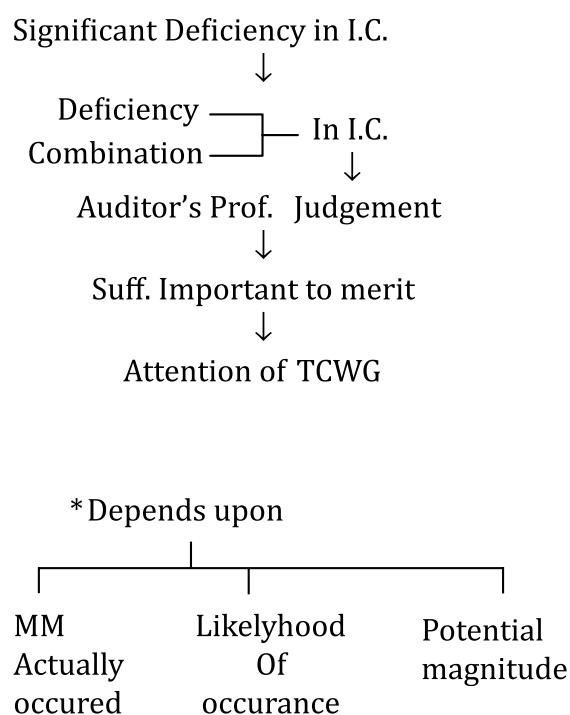 Significant Deficiency in I.C.
Deficiency
Combination
In I.C.
Auditor's Prof. Judgement
Suff. Important to merit
Attention of TCWG
*Depends upon
MM
Actually
occured
Likelyhood
Of
occurance
Potential
magnitude